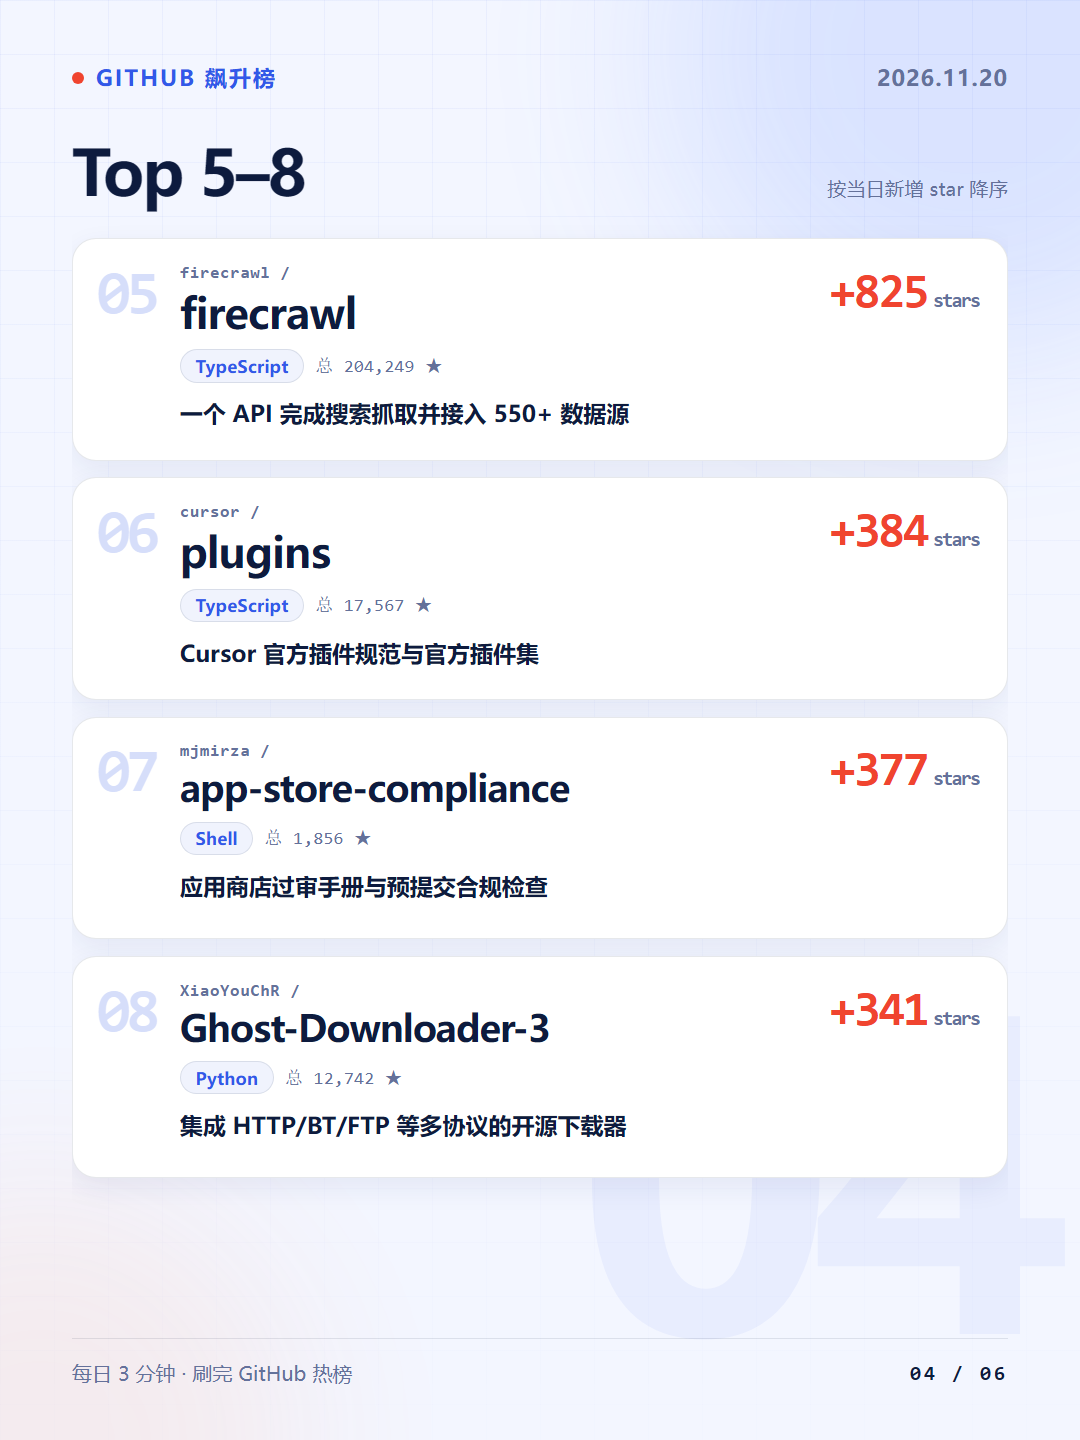 GITHUB 飙升榜
2026.11.20
Top 5–8
按当日新增 star 降序
05
firecrawl /
firecrawl
+825 stars
TypeScript 总 204,249 ★
一个 API 完成搜索抓取并接入 550+ 数据源
06
cursor /
plugins
+384 stars
TypeScript 总 17,567 ★
Cursor 官方插件规范与官方插件集
07
mjmirza /
app-store-compliance
+377 stars
Shell 总 1,856 ★
应用商店过审手册与预提交合规检查
08
XiaoYouChR /
Ghost-Downloader-3
+341 stars
Python 总 12,742 ★
集成 HTTP/BT/FTP 等多协议的开源下载器
04
每日 3 分钟 · 刷完 GitHub 热榜
04 / 06